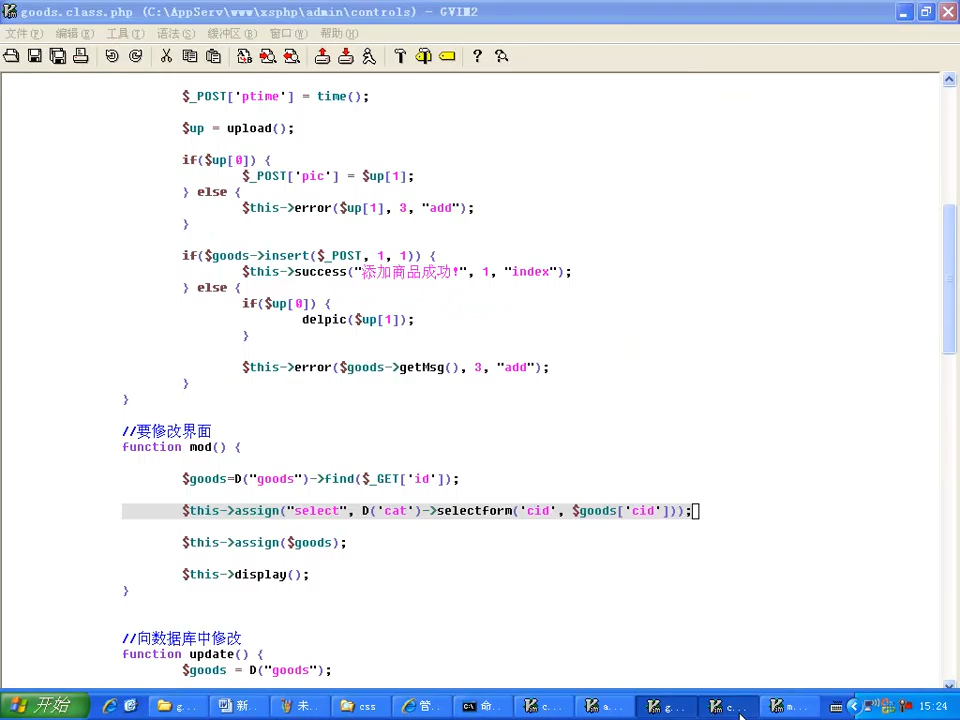 goods.class.php (C:\AppServ\www\xsphp\admin\controls) - GVIM2
文件(F) 编辑(E) 工具(T) 语法(S) 缓冲区(B) 窗口(W) 帮助(H)
$_POST['ptime'] = time();
$up = upload();
if($up[0]) {
$_POST['pic'] = $up[1];
} else {
$this->error($up[1], 3, "add");
}
if($goods->insert($_POST, 1, 1)) {
$this->success("添加商品成功!", 1, "index");
} else {
if($up[0]) {
delpic($up[1]);
}
$this->error($goods->getMsg(), 3, "add");
}
}
//要修改界面
function mod() {
$goods=D("goods")->find($_GET['id']);
$this->assign("select", D('cat')->selectform('cid', $goods['cid']));
$this->assign($goods);
$this->display();
}
//向数据库中修改
function update() {
$goods = D("goods");
开始 g... 新... 未... css 管... 命... c... a... g... c... m... 15:24